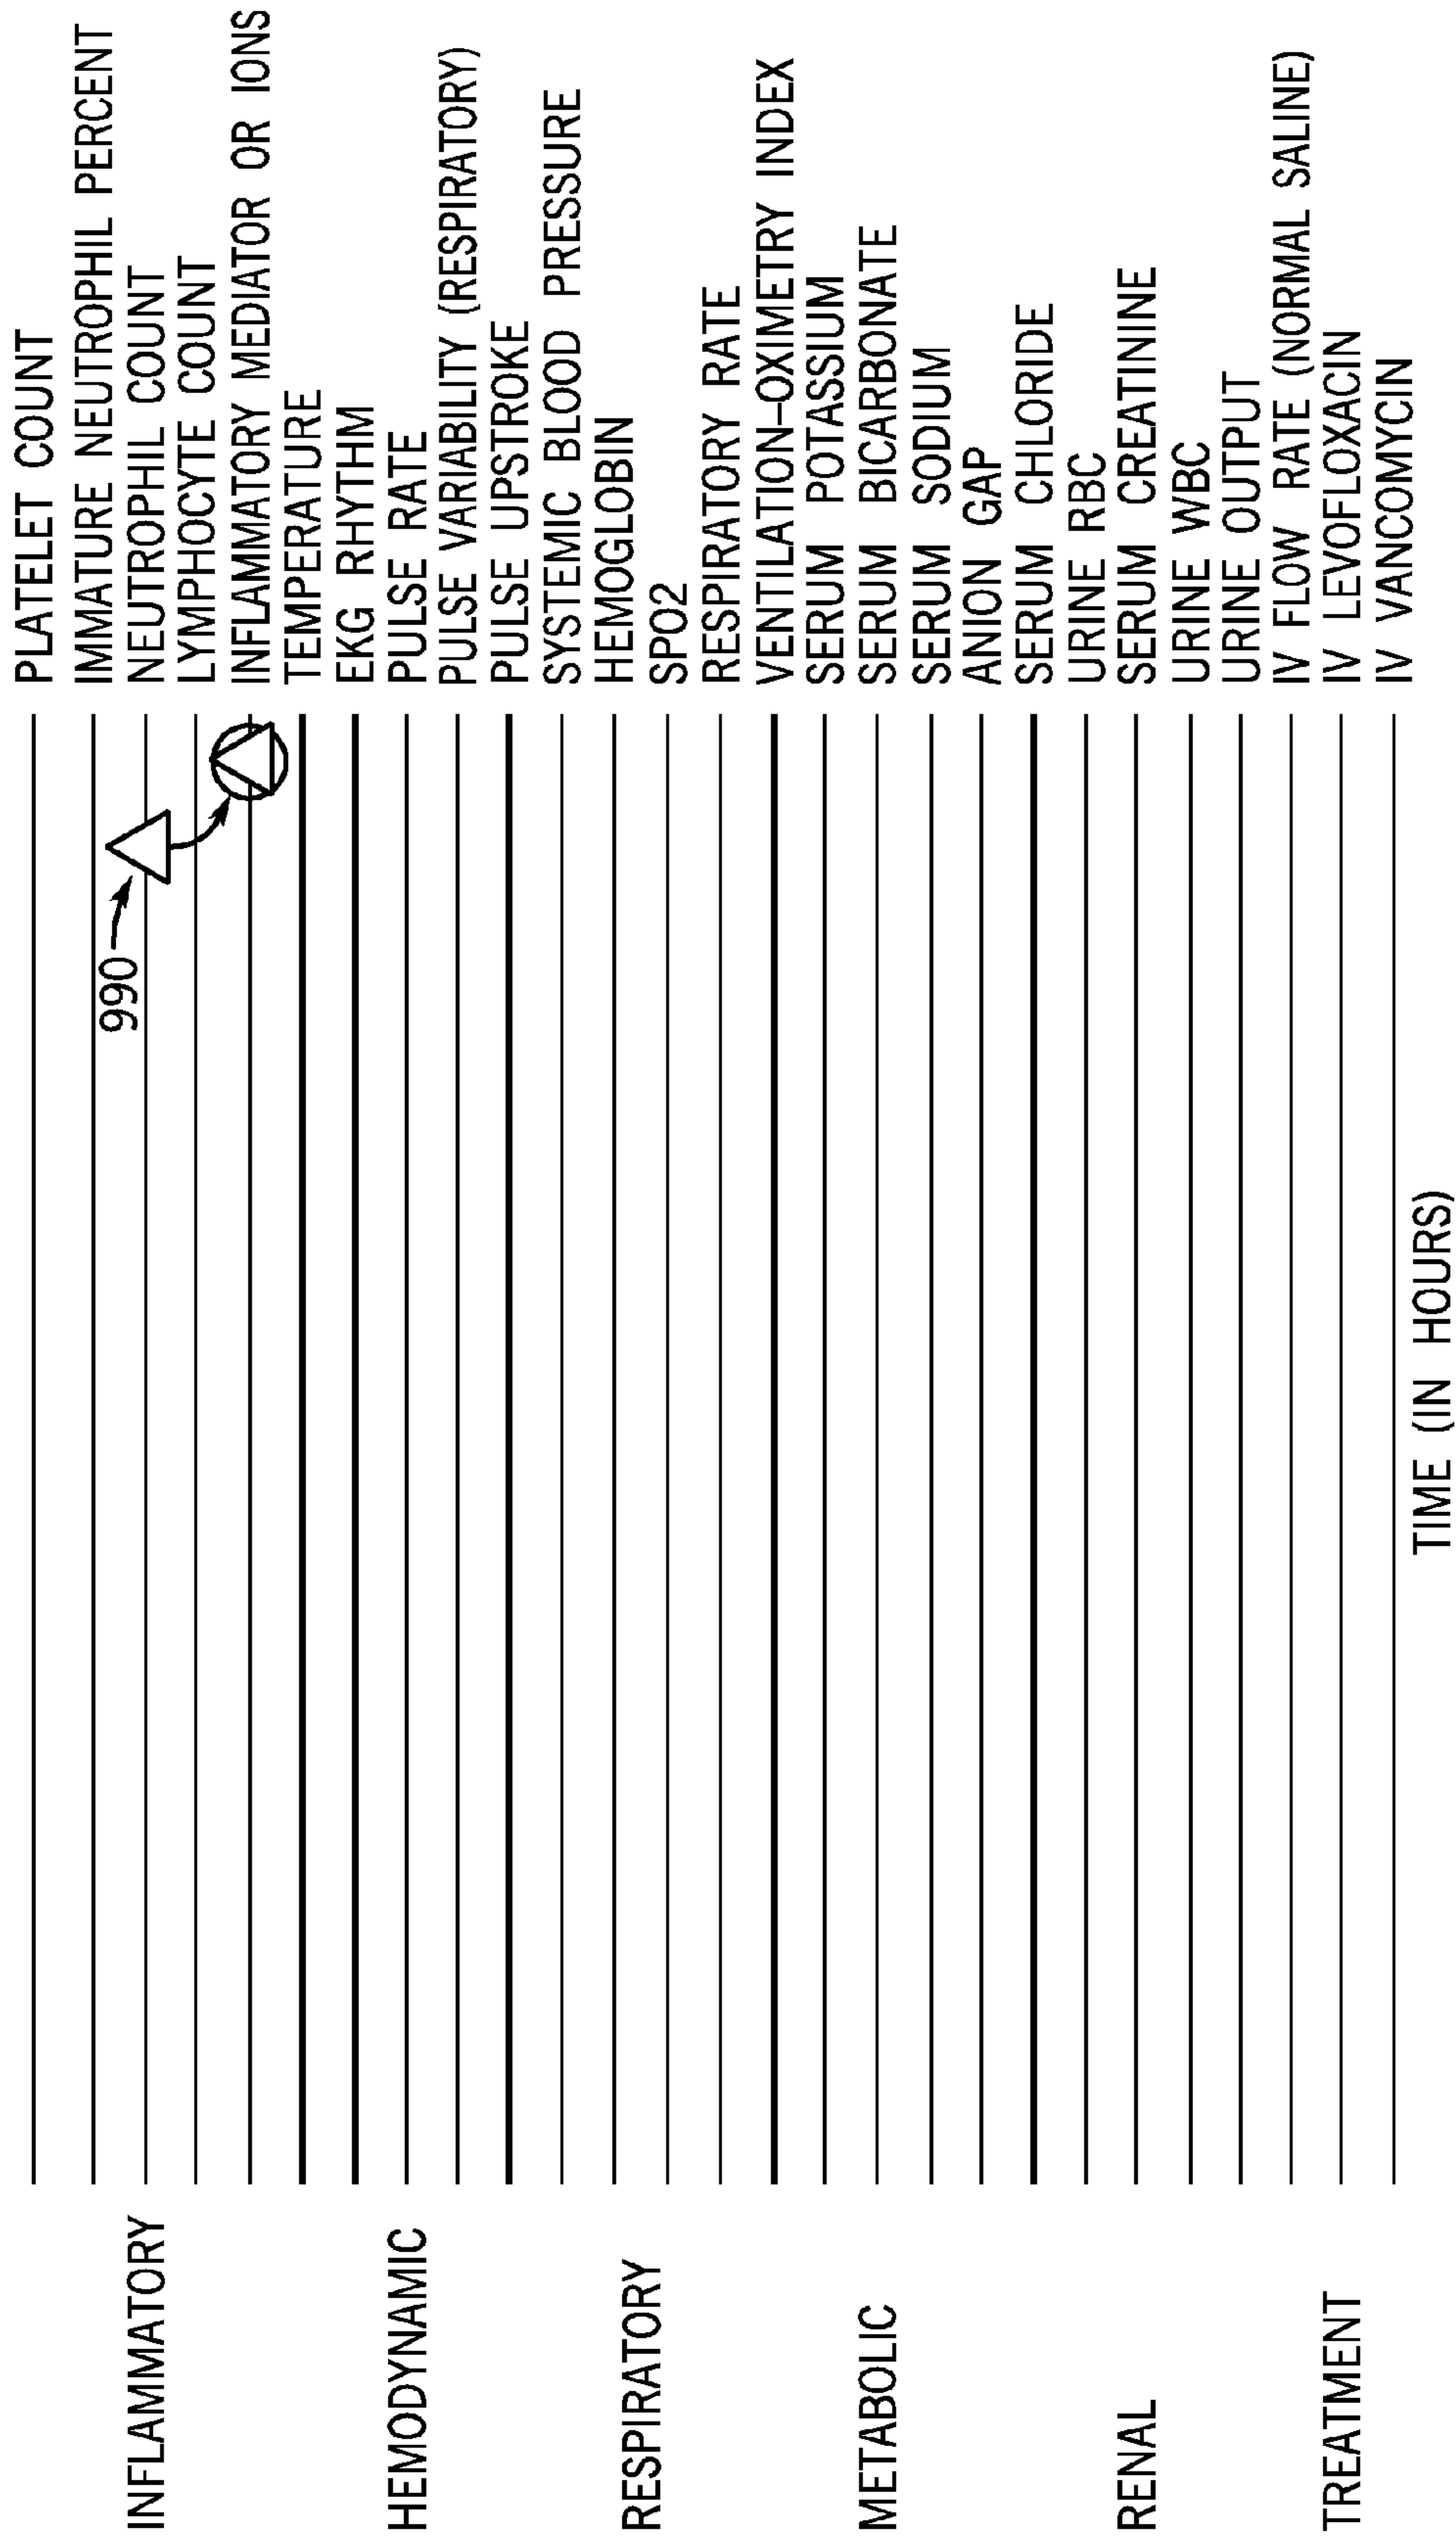 PLATELET COUNT
IMMATURE NEUTROPHIL PERCENT
INFLAMMATORY
990
NEUTROPHIL COUNT
LYMPHOCYTE COUNT
INFLAMMATORY MEDIATOR OR IONS
TEMPERATURE
EKG RHYTHM
HEMODYNAMIC
PULSE RATE
PULSE VARIABILITY (RESPIRATORY)
PULSE UPSTROKE
SYSTEMIC BLOOD PRESSURE
HEMOGLOBIN
RESPIRATORY
SPO2
RESPIRATORY RATE
VENTILATION-OXIMETRY INDEX
SERUM POTASSIUM
METABOLIC
SERUM BICARBONATE
SERUM SODIUM
ANION GAP
SERUM CHLORIDE
URINE RBC
RENAL
SERUM CREATININE
URINE WBC
URINE OUTPUT
IV FLOW RATE (NORMAL SALINE)
TREATMENT
IV LEVOFLOXACIN
IV VANCOMYCIN
TIME (IN HOURS)